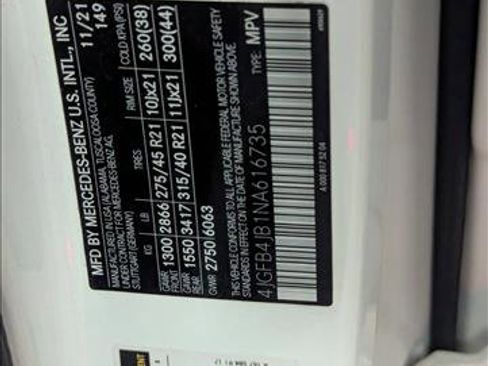 MFD BY MERCEDES-BENZ U.S. INTL., INC
MANUFACTURED IN USA (ALABAMA, TUSCALOOSA COUNTY)
UNDER CONTRACT FOR MERCEDES-BENZ AG,
STUTTGART (GERMANY)
11/21
149
KG LB TIRES RIM SIZE COLD KPA (PSI)
GAWR FRONT 1300 2866 275/45 R21 10Jx21 260(38)
GAWR REAR 1550 3417 315/40 R21 11Jx21 300(44)
GVWR 2750 6063
THIS VEHICLE CONFORMS TO ALL APPLICABLE FEDERAL MOTOR VEHICLE SAFETY
STANDARDS IN EFFECT ON THE DATE OF MANUFACTURE SHOWN ABOVE.
4JGFB4JB1NA616735 TYPE: MPV
A 000 817 52 04